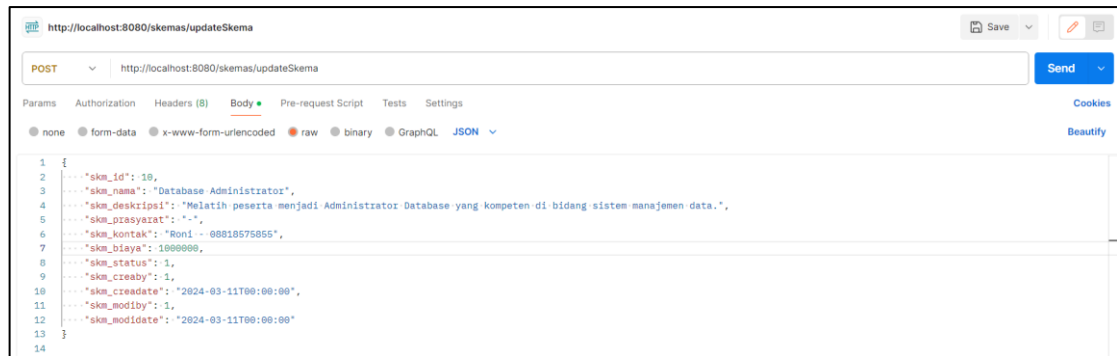 HTTP http://localhost:8080/skemas/updateSkema Save
POST http://localhost:8080/skemas/updateSkema Send
Params Authorization Headers (8) Body Pre-request Script Tests Settings Cookies
none form-data x-www-form-urlencoded raw binary GraphQL JSON Beautify
1 {
2 "skm_id": 10,
3 "skm_nama": "Database Administrator",
4 "skm_deskripsi": "Melatih peserta menjadi Administrator Database yang kompeten di bidang sistem manajemen data.",
5 "skm_prasyarat": "-",
6 "skm_kontak": "Roni - 08818575855",
7 "skm_biaya": 1000000,
8 "skm_status": 1,
9 "skm_creaby": 1,
10 "skm_creadate": "2024-03-11T00:00:00",
11 "skm_modiby": 1,
12 "skm_modidate": "2024-03-11T00:00:00"
13 }
14